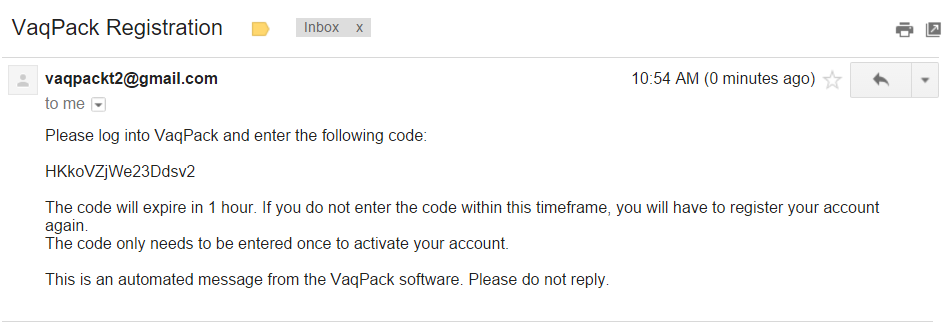 VaqPack Registration
Inbox x
vaqpackt2@gmail.com
10:54 AM (0 minutes ago)
to me
Please log into VaqPack and enter the following code:
HKkoVZjWe23Ddsv2
The code will expire in 1 hour. If you do not enter the code within this timeframe, you will have to register your account
again.
The code only needs to be entered once to activate your account.
This is an automated message from the VaqPack software. Please do not reply.